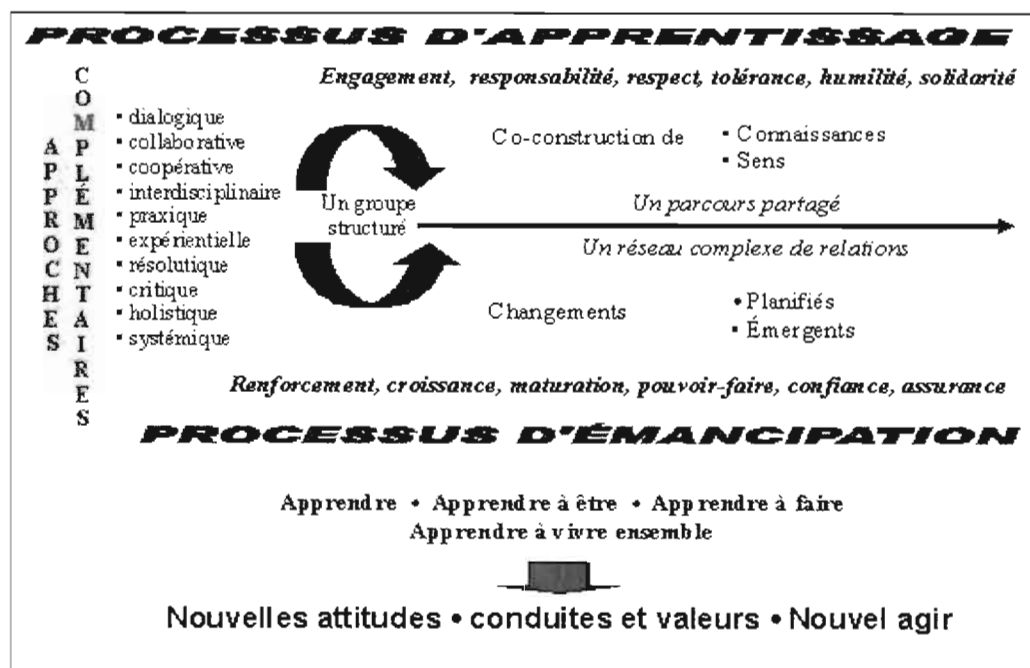 PROCESSUS D'APPRENTISSAGE
Engagement, responsabilité, respect, tolérance, humilité, solidarité
APPROCHES
COMPLÉMENTAIRES
▪ dialogique
▪ collaborative
▪ coopérative
▪ interdisciplinaire
▪ praxique
▪ expérientielle
▪ résolutique
▪ critique
▪ holistique
▪ systémique
Un groupe
structuré
Co-construction de
▪ Connaissances
▪ Sens
Un parcours partagé
Un réseau complexe de relations
Changements
• Planifiés
▪ Émergents
Renforcement, croissance, maturation, pouvoir-faire, confiance, assurance
PROCESSUS D'ÉMANCIPATION
Apprendre • Apprendre à être • Apprendre à faire
Apprendre à vivre ensemble
Nouvelles attitudes • conduites et valeurs • Nouvel agir